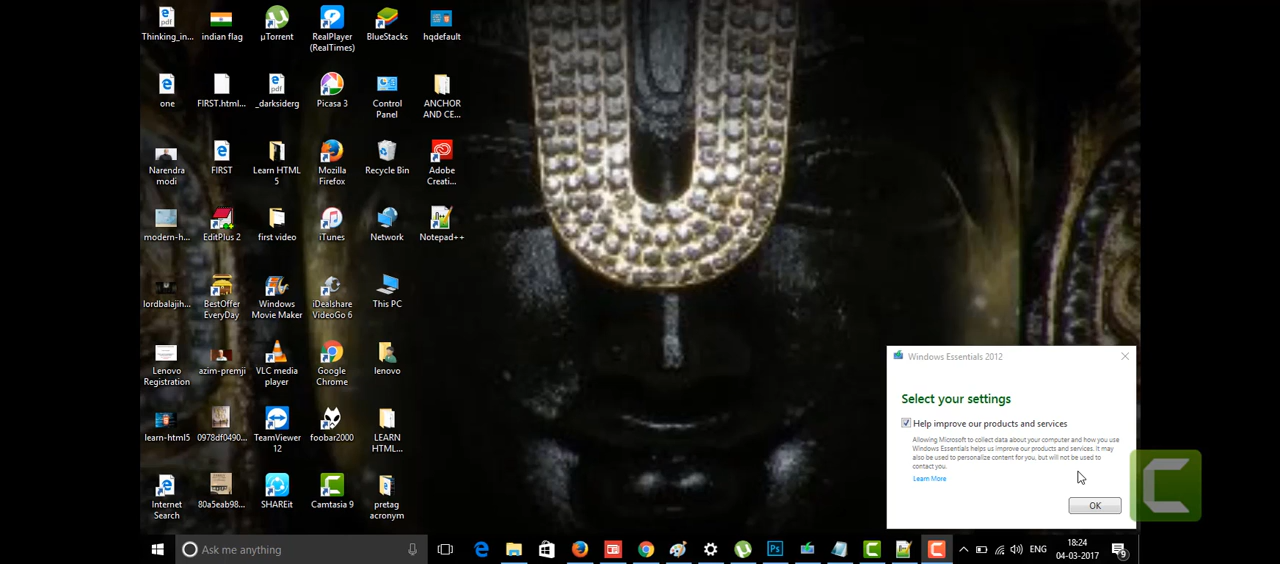 Thinking_in...
indian flag
µTorrent
RealPlayer
(RealTimes)
BlueStacks
hqdefault
one
FIRST.html...
_darksiderg
Picasa 3
Control
Panel
ANCHOR
AND CE...
Narendra
modi
FIRST
Learn HTML
5
Mozilla
Firefox
Recycle Bin
Adobe
Creati...
modern-h...
EditPlus 2
first video
iTunes
Network
Notepad++
lordbalajih...
BestOffer
EveryDay
Windows
Movie Maker
iDealshare
VideoGo 6
This PC
Lenovo
Registration
azim-premji
VLC media
player
Google
Chrome
lenovo
learn-html5
0978df0490...
TeamViewer
12
foobar2000
LEARN
HTML...
Internet
Search
80a5eab98...
SHAREit
Camtasia 9
pretag
acronym
Windows Essentials 2012
Select your settings
Help improve our products and services
Allowing Microsoft to collect data about your computer and how you use
Windows Essentials helps us improve our products and services. It may
also be used to personalize content for you, but will not be used to
contact you.
Learn More
OK
Ask me anything
ENG
18:24
04-03-2017
9